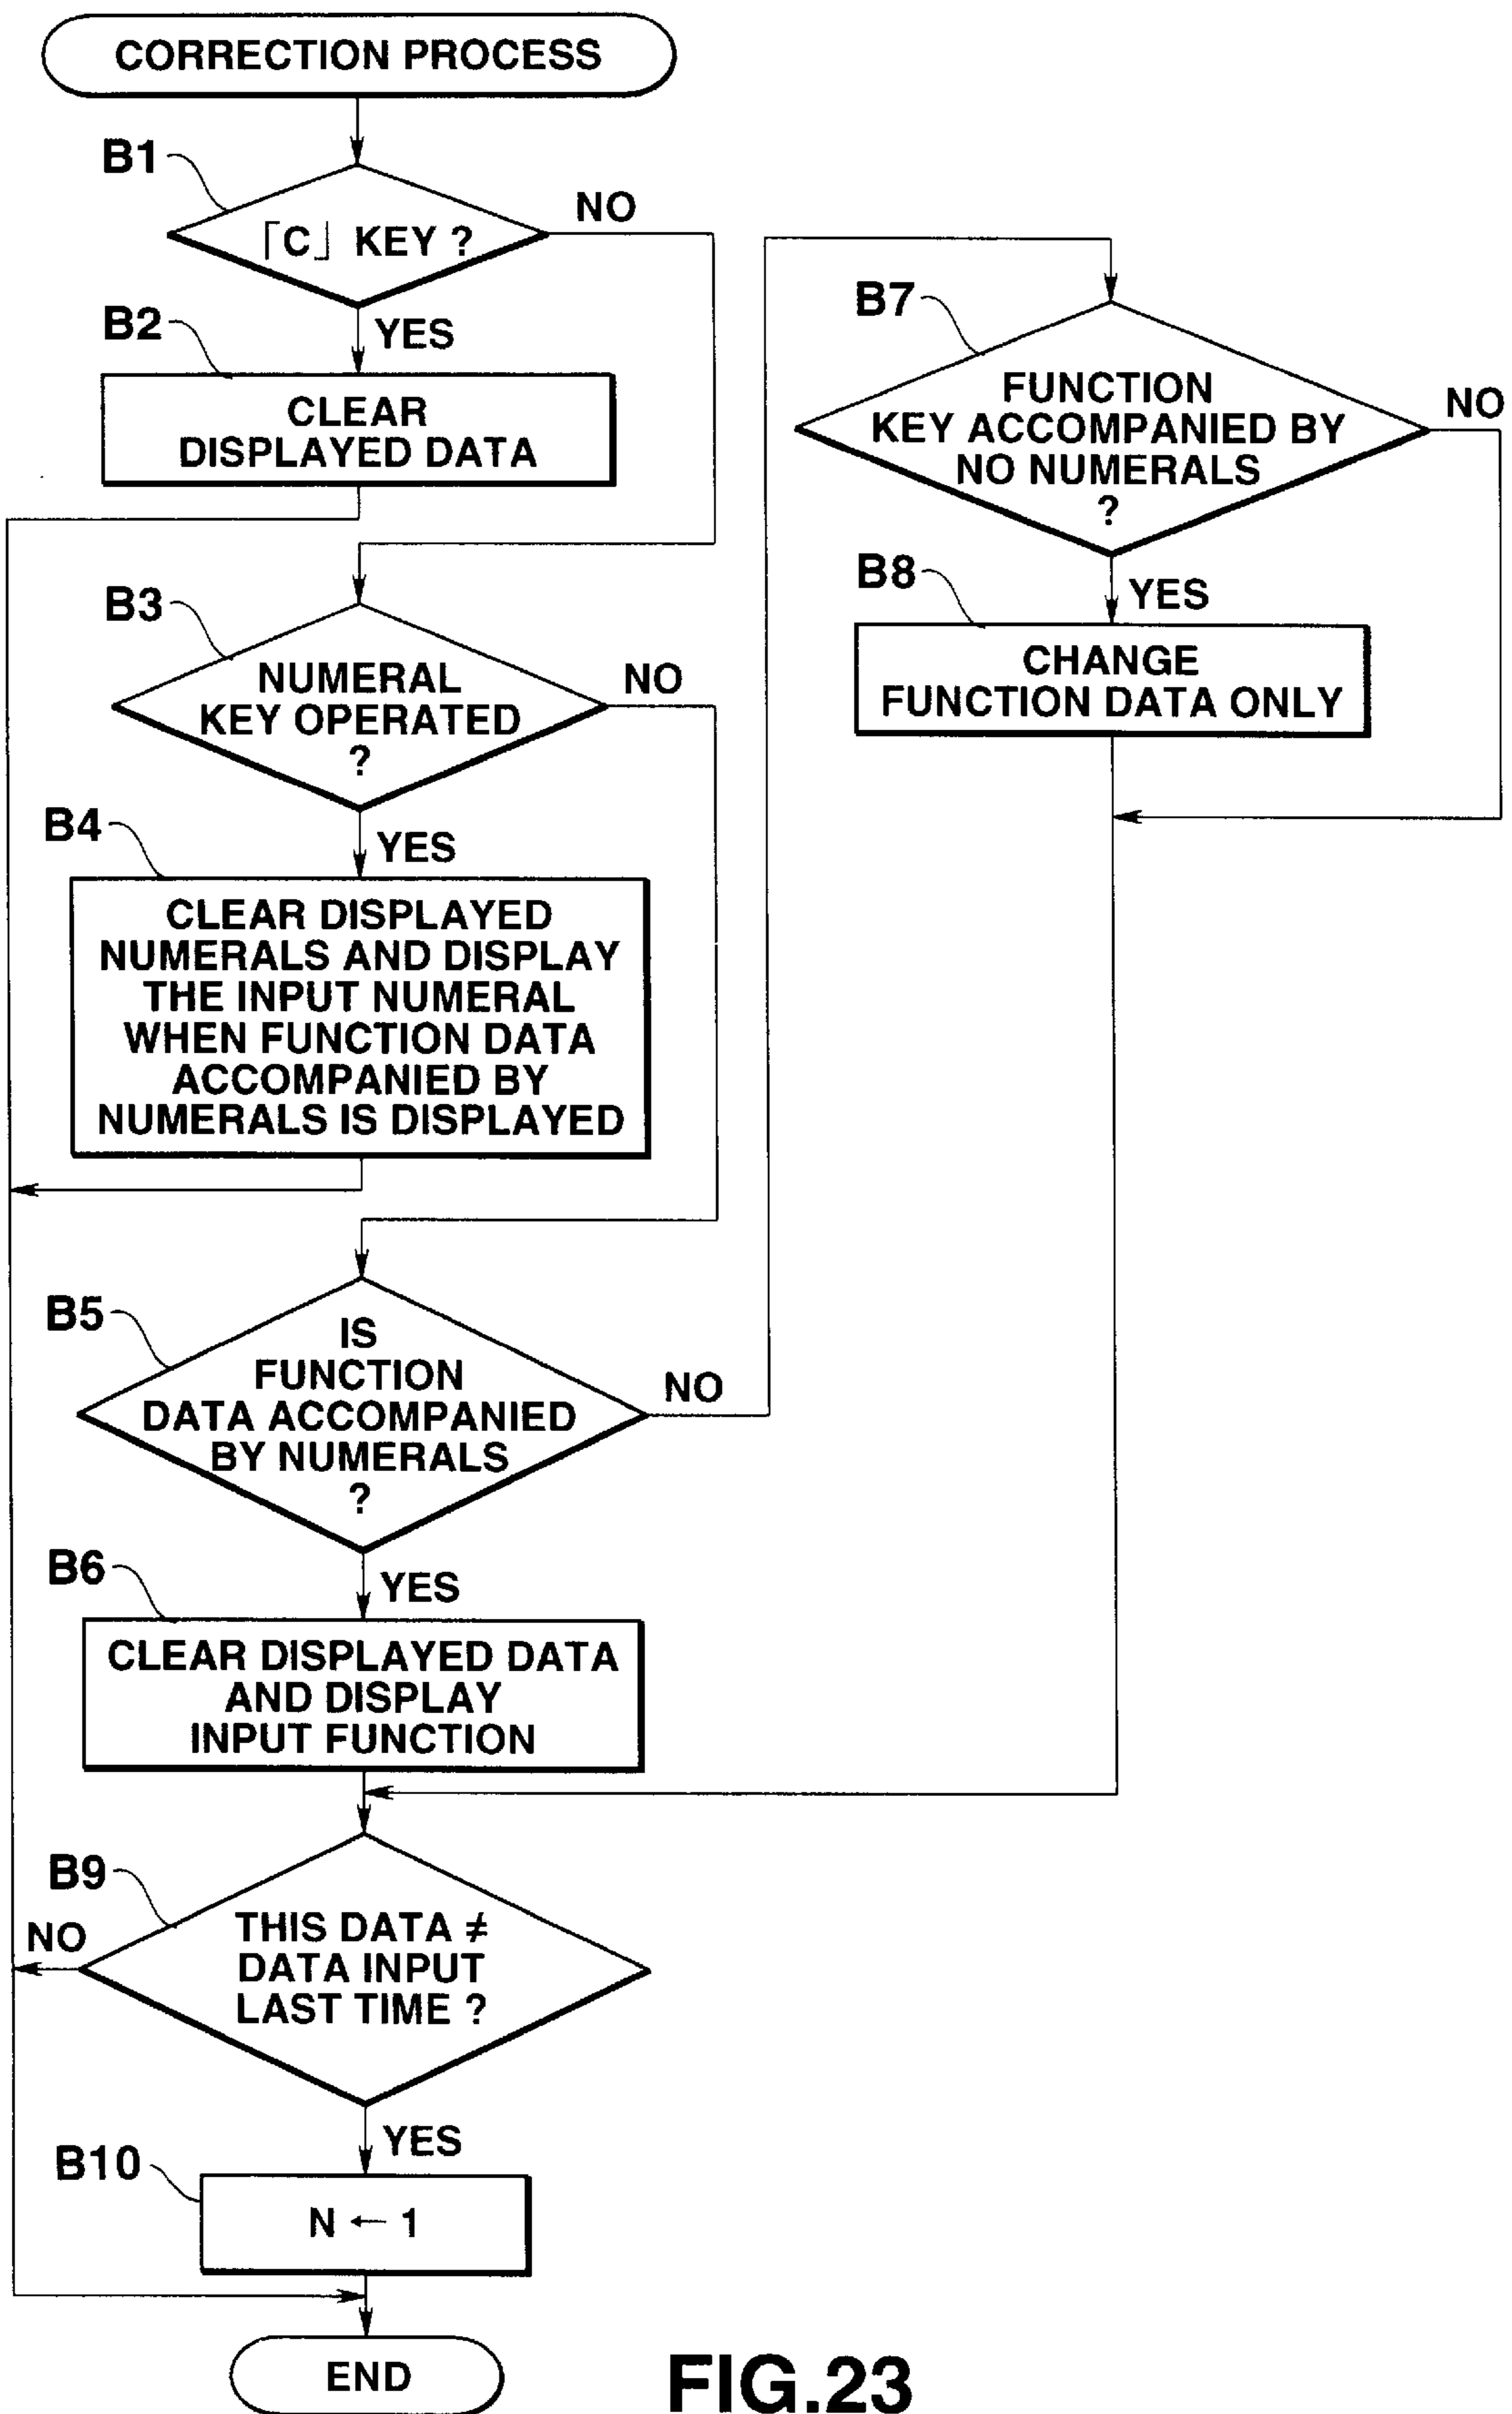 CORRECTION PROCESS
B1
「C」 KEY ?
NO
YES
B2
CLEAR
DISPLAYED DATA
B3
NUMERAL
KEY OPERATED
?
NO
YES
B4
CLEAR DISPLAYED
NUMERALS AND DISPLAY
THE INPUT NUMERAL
WHEN FUNCTION DATA
ACCOMPANIED BY
NUMERALS IS DISPLAYED
B5
IS
FUNCTION
DATA ACCOMPANIED
BY NUMERALS
?
NO
YES
B6
CLEAR DISPLAYED DATA
AND DISPLAY
INPUT FUNCTION
B7
FUNCTION
KEY ACCOMPANIED BY
NO NUMERALS
?
NO
YES
B8
CHANGE
FUNCTION DATA ONLY
B9
THIS DATA ≠
DATA INPUT
LAST TIME ?
NO
YES
B10
N ← 1
END
FIG.23